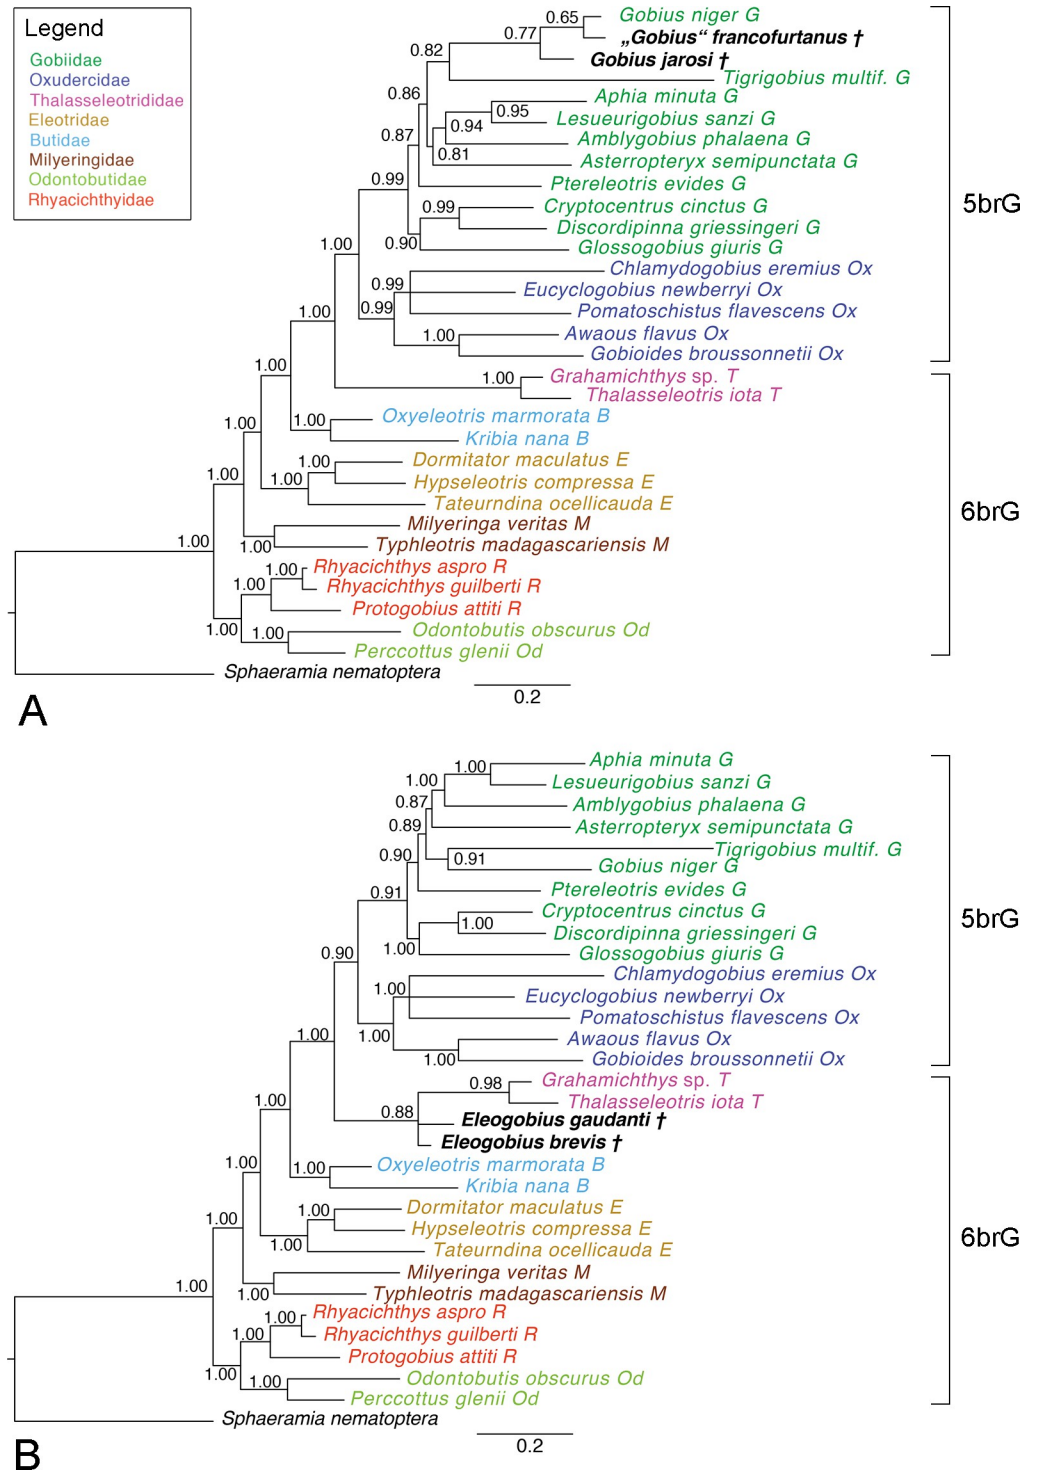 Legend
Gobiidae
Oxudercidae
Thalasseleotrididae
Eleotridae
Butidae
Milyeringidae
Odontobutidae
Rhyacichthyidae
0.65
Gobius niger G
0.77
„Gobius“ francofurtanus †
0.82
Gobius jarosi †
Tigrigobius multif. G
0.86
Aphia minuta G
0.95
Lesueurigobius sanzi G
0.94
0.87
Amblygobius phalaena G
0.81
Asterropteryx semipunctata G
0.99
Ptereleotris evides G
0.99
Cryptocentrus cinctus G
Discordipinna griessingeri G
0.90
Glossogobius giuris G
1.00
Chlamydogobius eremius Ox
0.99
Eucyclogobius newberryi Ox
0.99
Pomatoschistus flavescens Ox
1.00
Awaous flavus Ox
1.00
Gobioides broussonnetii Ox
5brG
1.00
Grahamichthys sp. T
1.00
Thalasseleotris iota T
Oxyeleotris marmorata B
1.00
1.00
Kribia nana B
1.00
Dormitator maculatus E
1.00
1.00
Hypseleotris compressa E
Tateurndina ocellicauda E
Milyeringa veritas M
1.00
1.00
Typhleotris madagascariensis M
6brG
1.00
Rhyacichthys aspro R
1.00
Rhyacichthys guilberti R
Protogobius attiti R
1.00
1.00
Odontobutis obscurus Od
Perccottus glenii Od
Sphaeramia nematoptera
0.2
A
Aphia minuta G
1.00
1.00
Lesueurigobius sanzi G
0.87
Amblygobius phalaena G
0.89
Asterropteryx semipunctata G
0.90
Tigrigobius multif. G
0.91
Gobius niger G
0.91
Ptereleotris evides G
Cryptocentrus cinctus G
1.00
Discordipinna griessingeri G
1.00
0.90
Glossogobius giuris G
Chlamydogobius eremius Ox
1.00
Eucyclogobius newberryi Ox
Pomatoschistus flavescens Ox
1.00
1.00
Awaous flavus Ox
1.00
Gobioides broussonnetii Ox
5brG
0.98
Grahamichthys sp. T
1.00
Thalasseleotris iota T
0.88
Eleogobius gaudanti †
Eleogobius brevis †
1.00
1.00
Oxyeleotris marmorata B
Kribia nana B
1.00
1.00
Dormitator maculatus E
Hypseleotris compressa E
1.00
Tateurndina ocellicauda E
1.00
Milyeringa veritas M
1.00
Typhleotris madagascariensis M
6brG
1.00
Rhyacichthys aspro R
1.00
Rhyacichthys guilberti R
Protogobius attiti R
1.00
1.00
Odontobutis obscurus Od
Perccottus glenii Od
Sphaeramia nematoptera
0.2
B